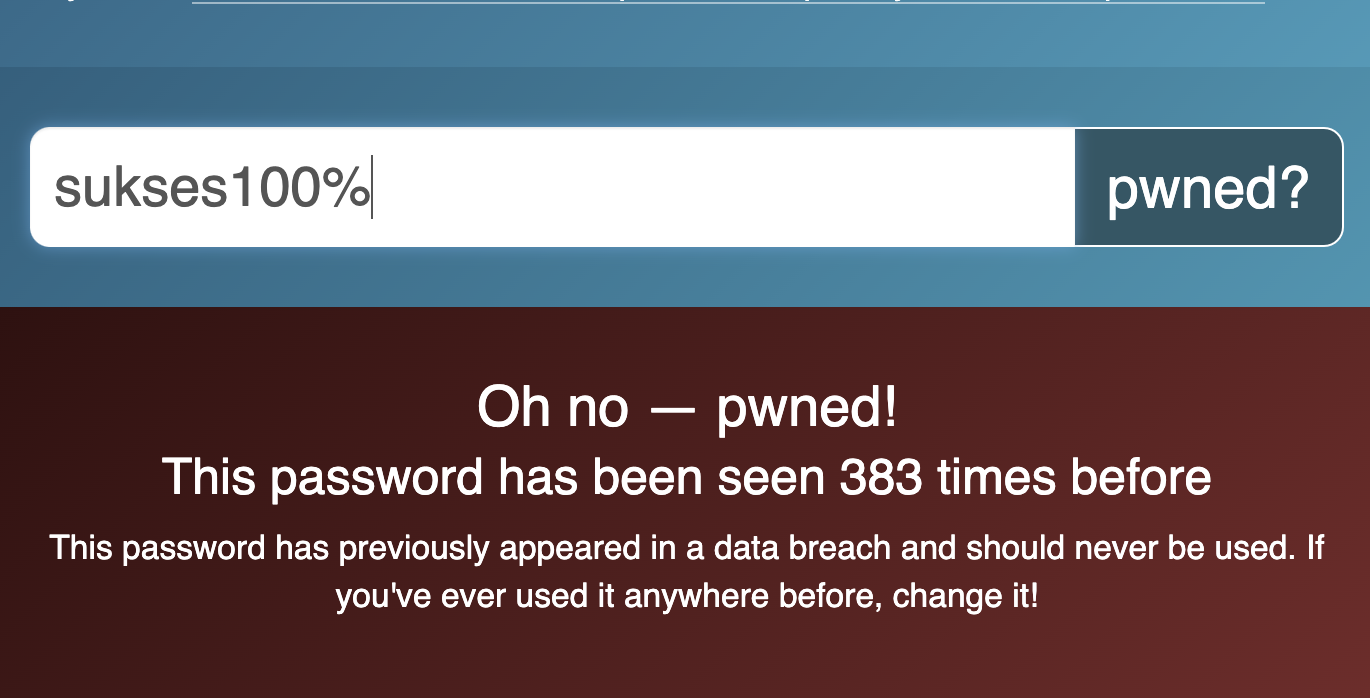 sukses100%
pwned?
Oh no — pwned!
This password has been seen 383 times before
This password has previously appeared in a data breach and should never be used. If
you've ever used it anywhere before, change it!